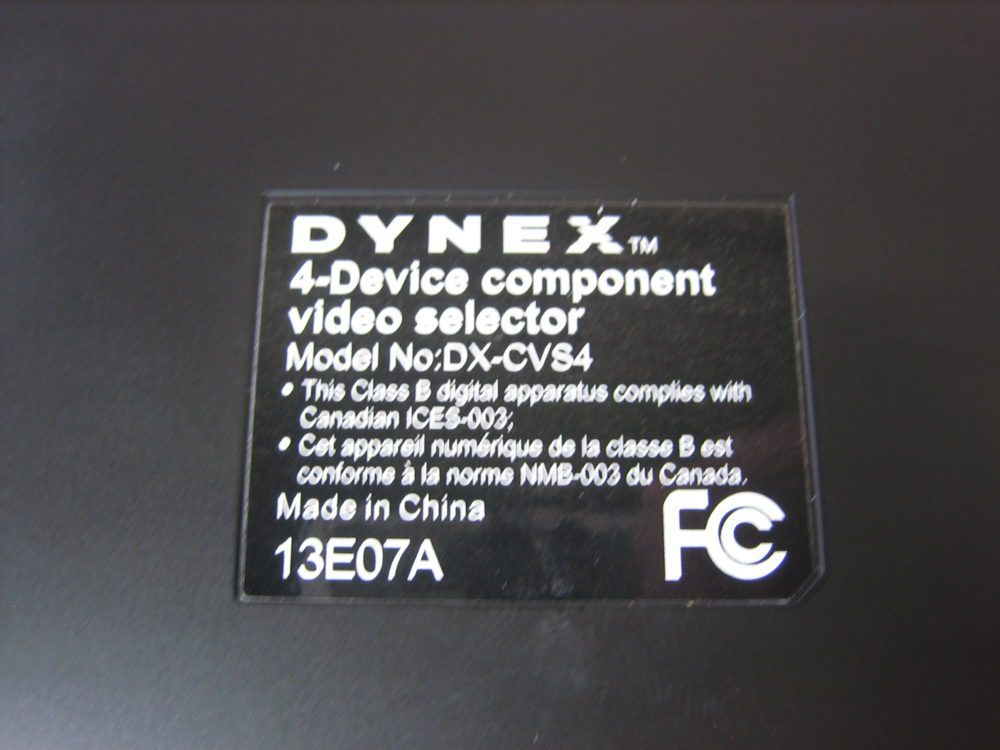 DYNEX™
4-Device component
video selector
Model No:DX-CVS4
• This Class B digital apparatus complies with
Canadian ICES-003;
• Cet appareil numérique de la classe B est
conforme à la norme NMB-003 du Canada.
Made in China
13E07A
FC